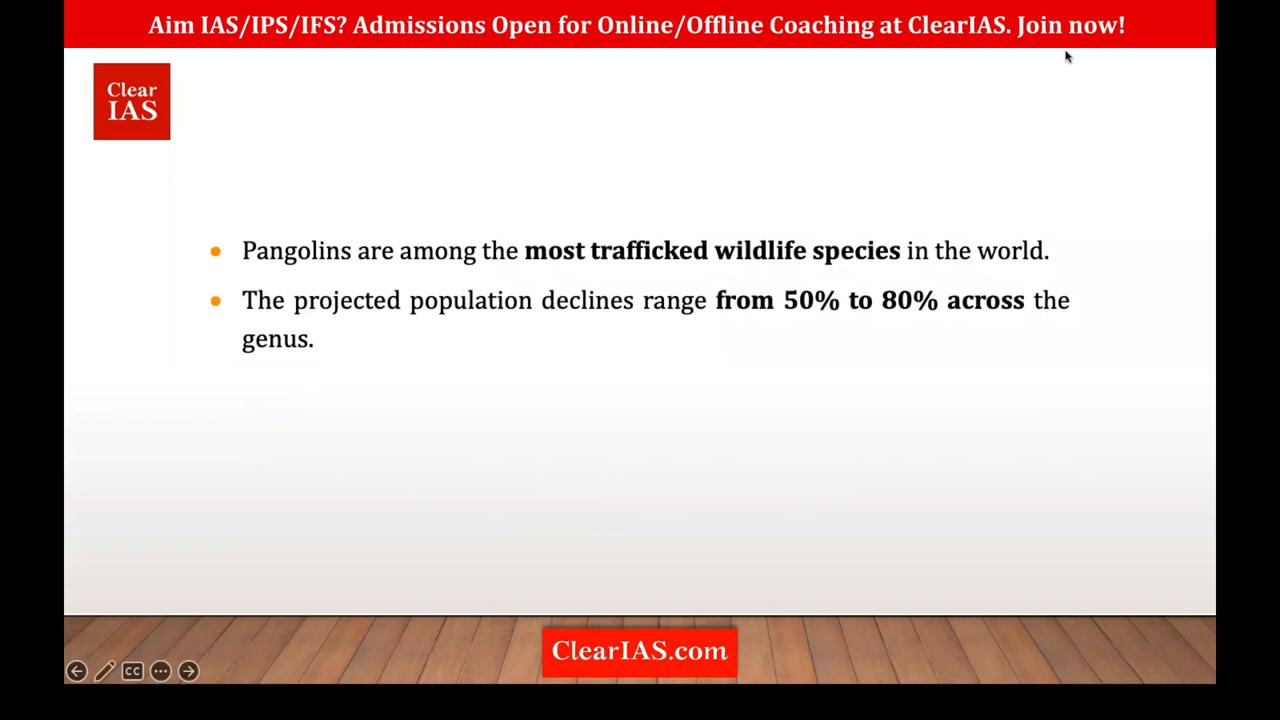 Aim IAS/IPS/IFS? Admissions Open for Online/Offline Coaching at ClearIAS. Join now!
Clear
IAS
Pangolins are among the most trafficked wildlife species in the world.
The projected population declines range from 50% to 80% across the
genus.
ClearIAS.com
CC